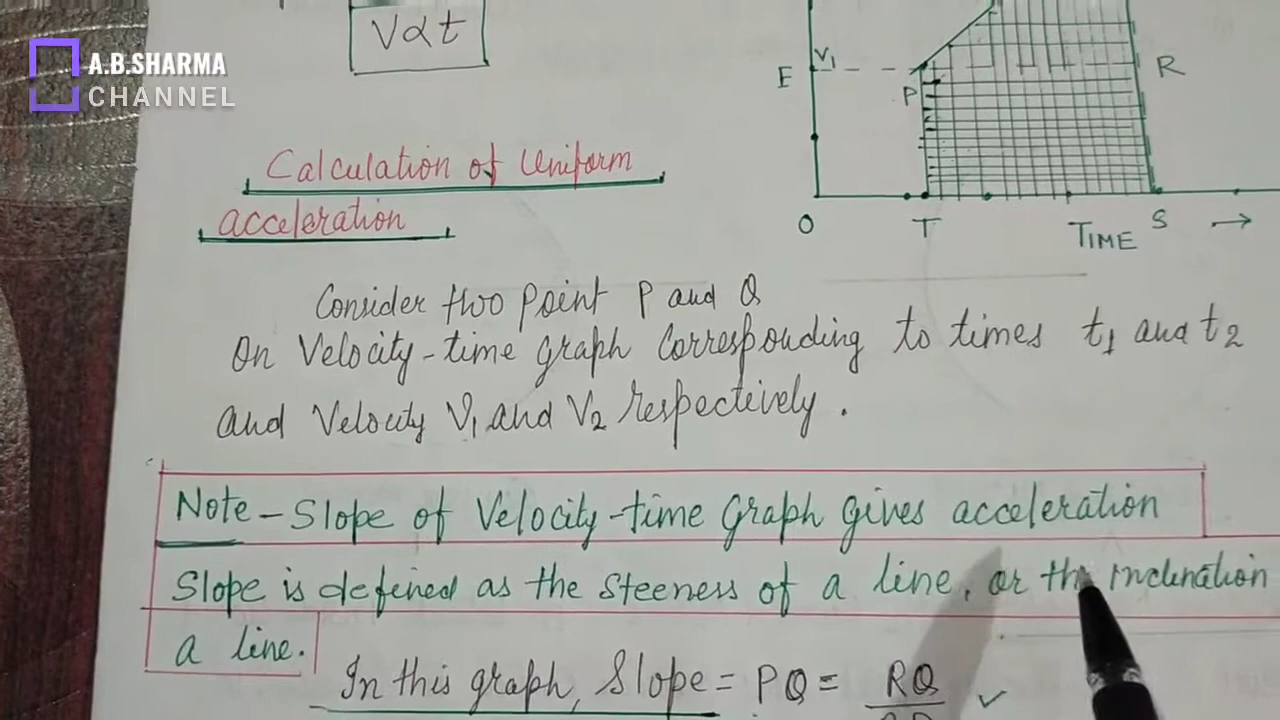 A.B.SHARMA
CHANNEL
V∝t
V1
E
P
R
O
T
TIME
S
→
Calculation of Uniform
acceleration
Consider two point P and Q
On Velocity-time graph Corresponding to times t1 and t2
and Velocity V1 and V2 respectively.
Note - Slope of Velocity-time Graph gives acceleration
Slope is defined as the steeness of a line, or the inclination
a line.
In this graph, Slope = PQ = RQ ✓